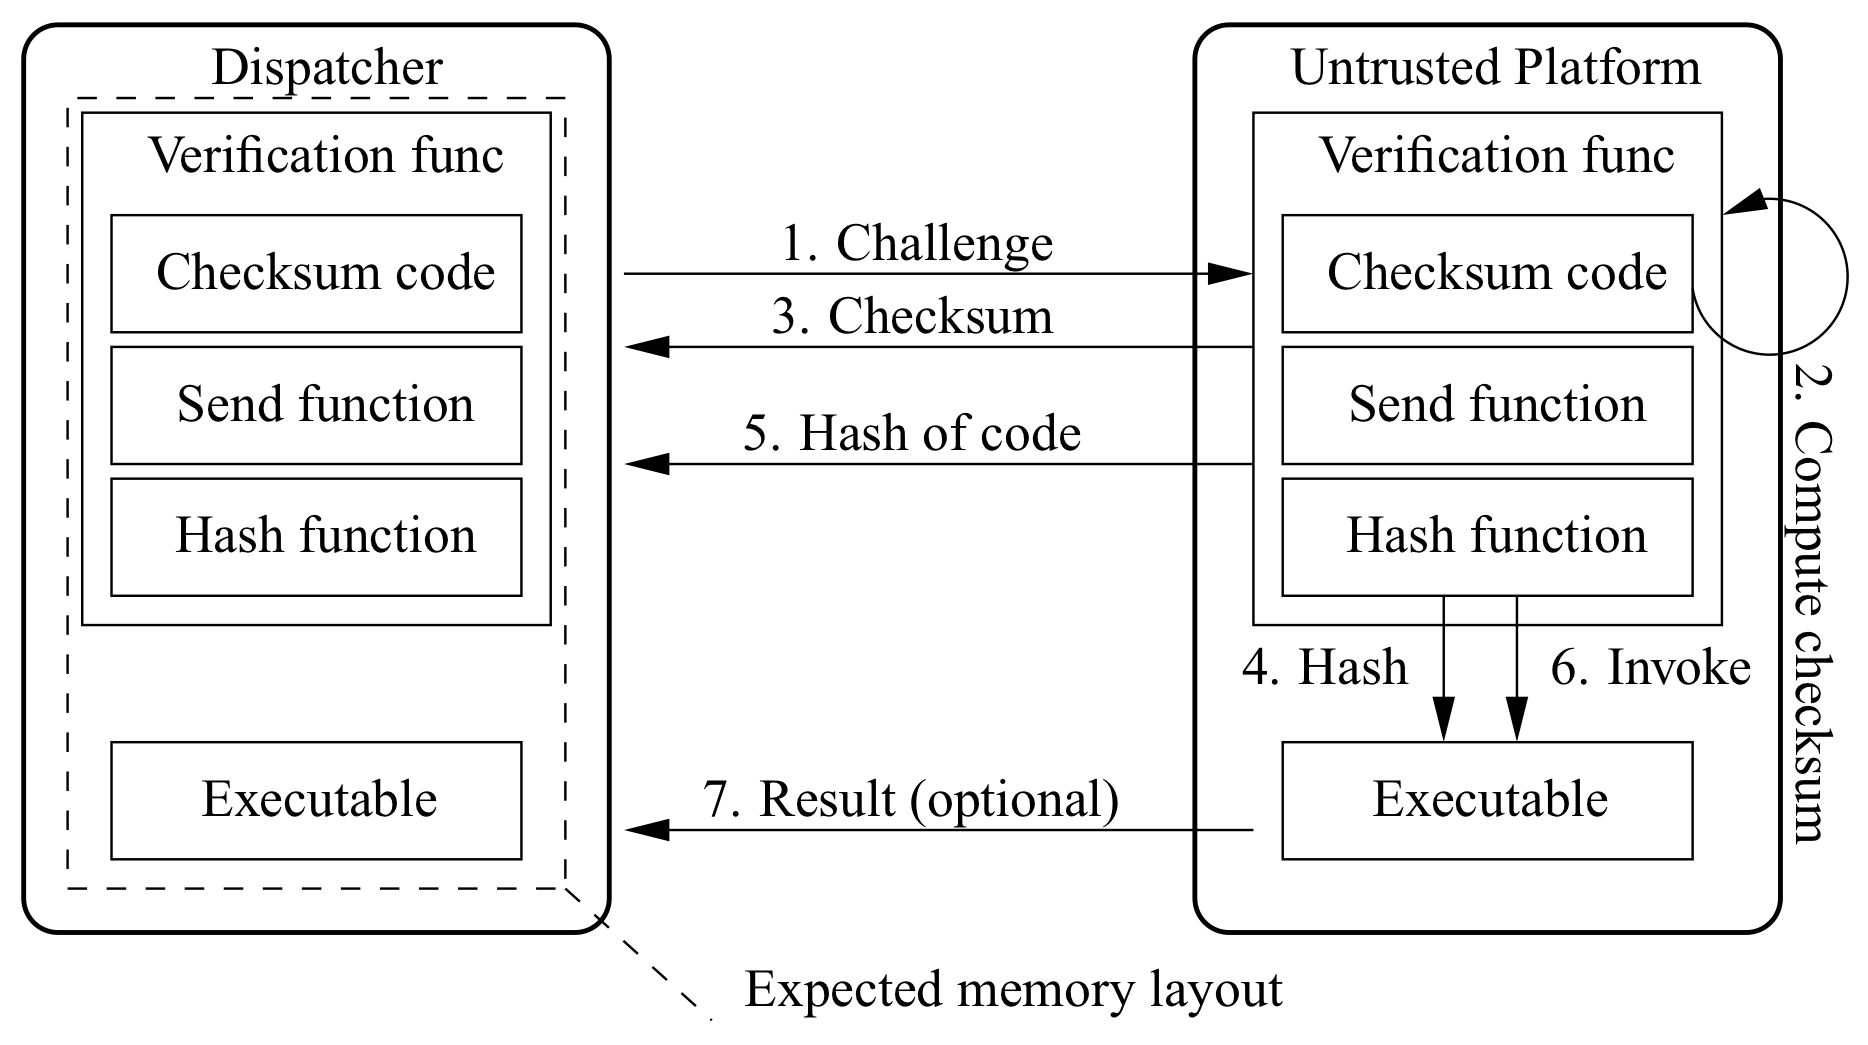 Dispatcher
Verification func
Checksum code
Send function
Hash function
Executable
1. Challenge
3. Checksum
5. Hash of code
7. Result (optional)
Untrusted Platform
Verification func
Checksum code
Send function
Hash function
4. Hash
6. Invoke
Executable
2. Compute checksum
Expected memory layout